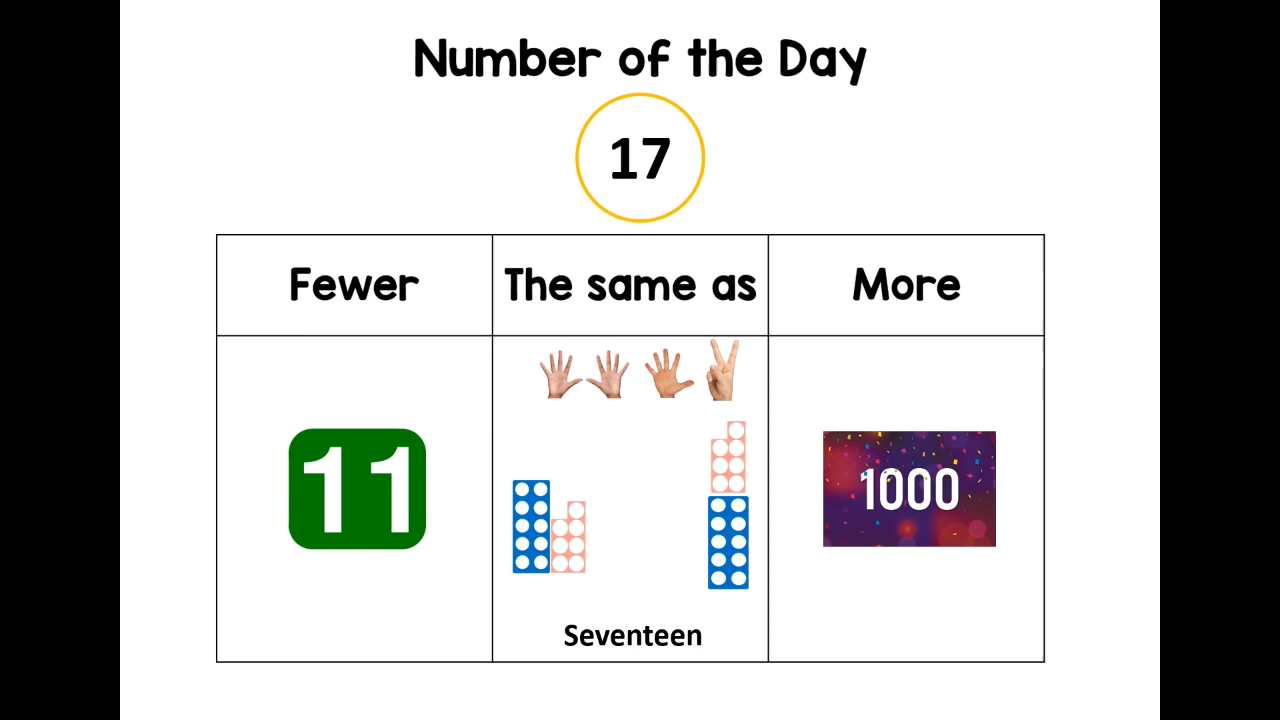 Number of the Day
17
Fewer
The same as
More
11
1000
Seventeen